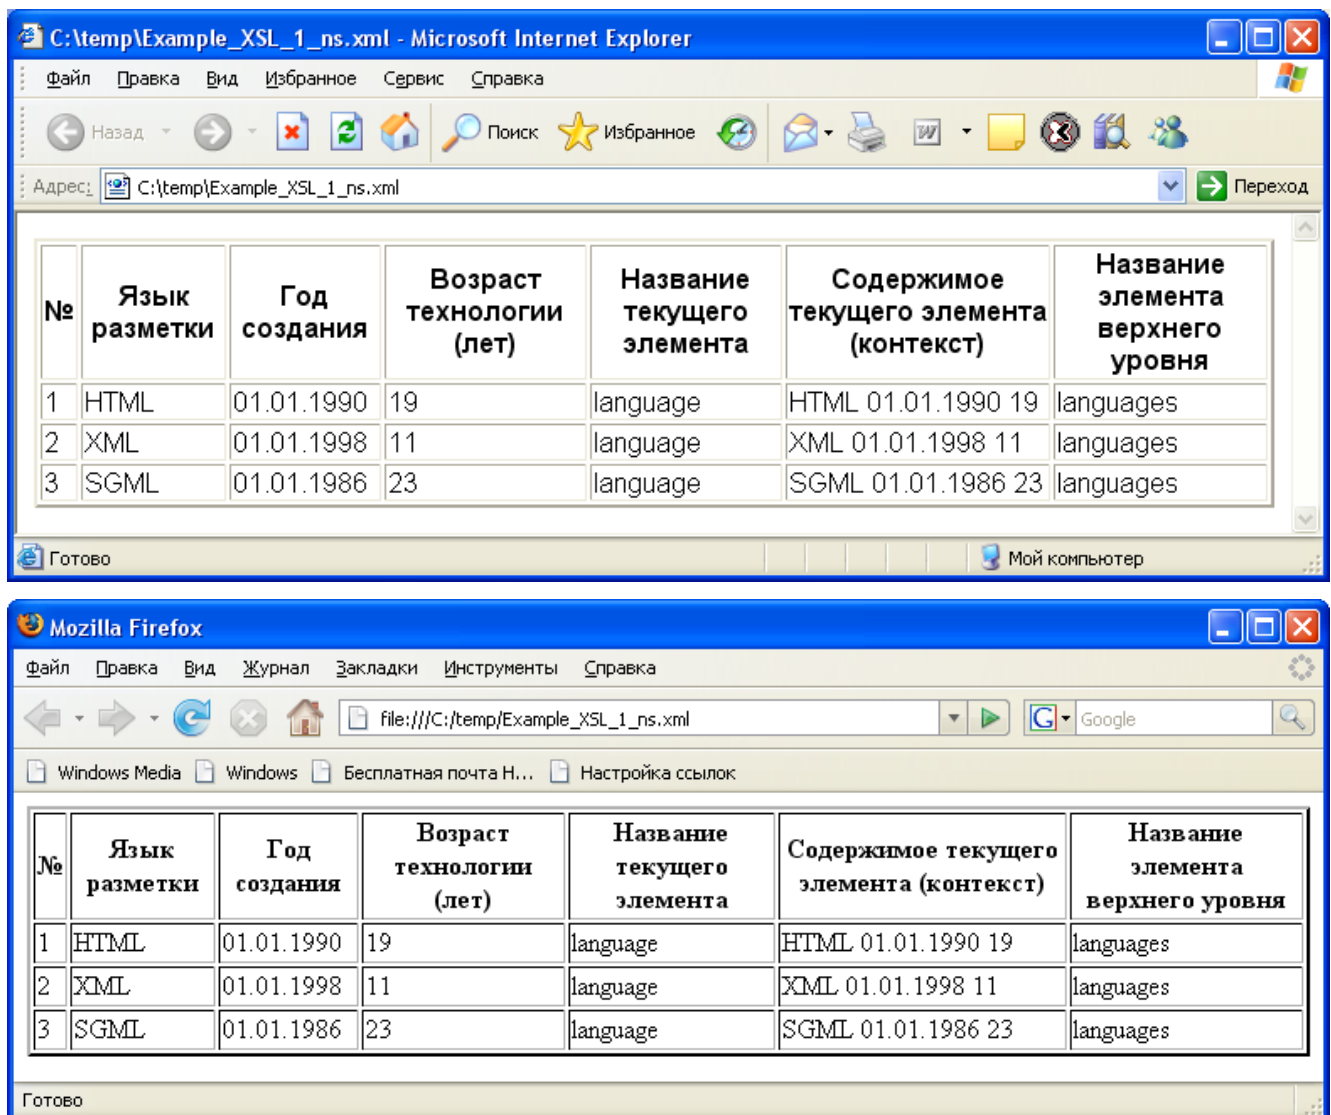 C:\temp\Example_XSL_1_ns.xml - Microsoft Internet Explorer
Файл Правка Вид Избранное Сервис Справка
Назад Поиск Избранное
Адрес: C:\temp\Example_XSL_1_ns.xml Переход
№ Язык разметки Год создания Возраст технологии (лет) Название текущего элемента Содержимое текущего элемента (контекст) Название элемента верхнего уровня
1 HTML 01.01.1990 19 language HTML 01.01.1990 19 languages
2 XML 01.01.1998 11 language XML 01.01.1998 11 languages
3 SGML 01.01.1986 23 language SGML 01.01.1986 23 languages
Готово Мой компьютер
Mozilla Firefox
Файл Правка Вид Журнал Закладки Инструменты Справка
file:///C:/temp/Example_XSL_1_ns.xml G Google
Windows Media Windows Бесплатная почта H... Настройка ссылок
№ Язык разметки Год создания Возраст технологии (лет) Название текущего элемента Содержимое текущего элемента (контекст) Название элемента верхнего уровня
1 HTML 01.01.1990 19 language HTML 01.01.1990 19 languages
2 XML 01.01.1998 11 language XML 01.01.1998 11 languages
3 SGML 01.01.1986 23 language SGML 01.01.1986 23 languages
Готово